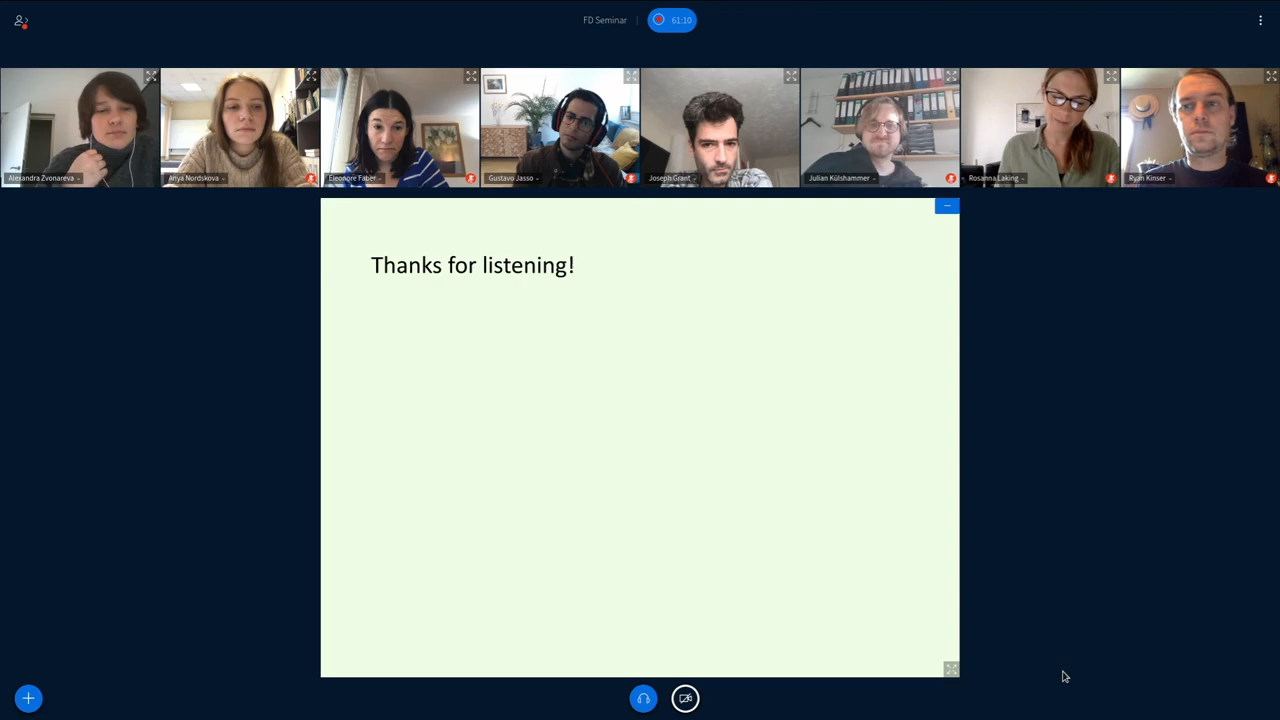 FD Seminar
61:10
Alexandra Zvonareva
Anya Nordskova
Eleonore Faber
Gustavo Jasso
Joseph Grant
Julian Külshammer
Rosanna Laking
Ryan Kinser
Thanks for listening!